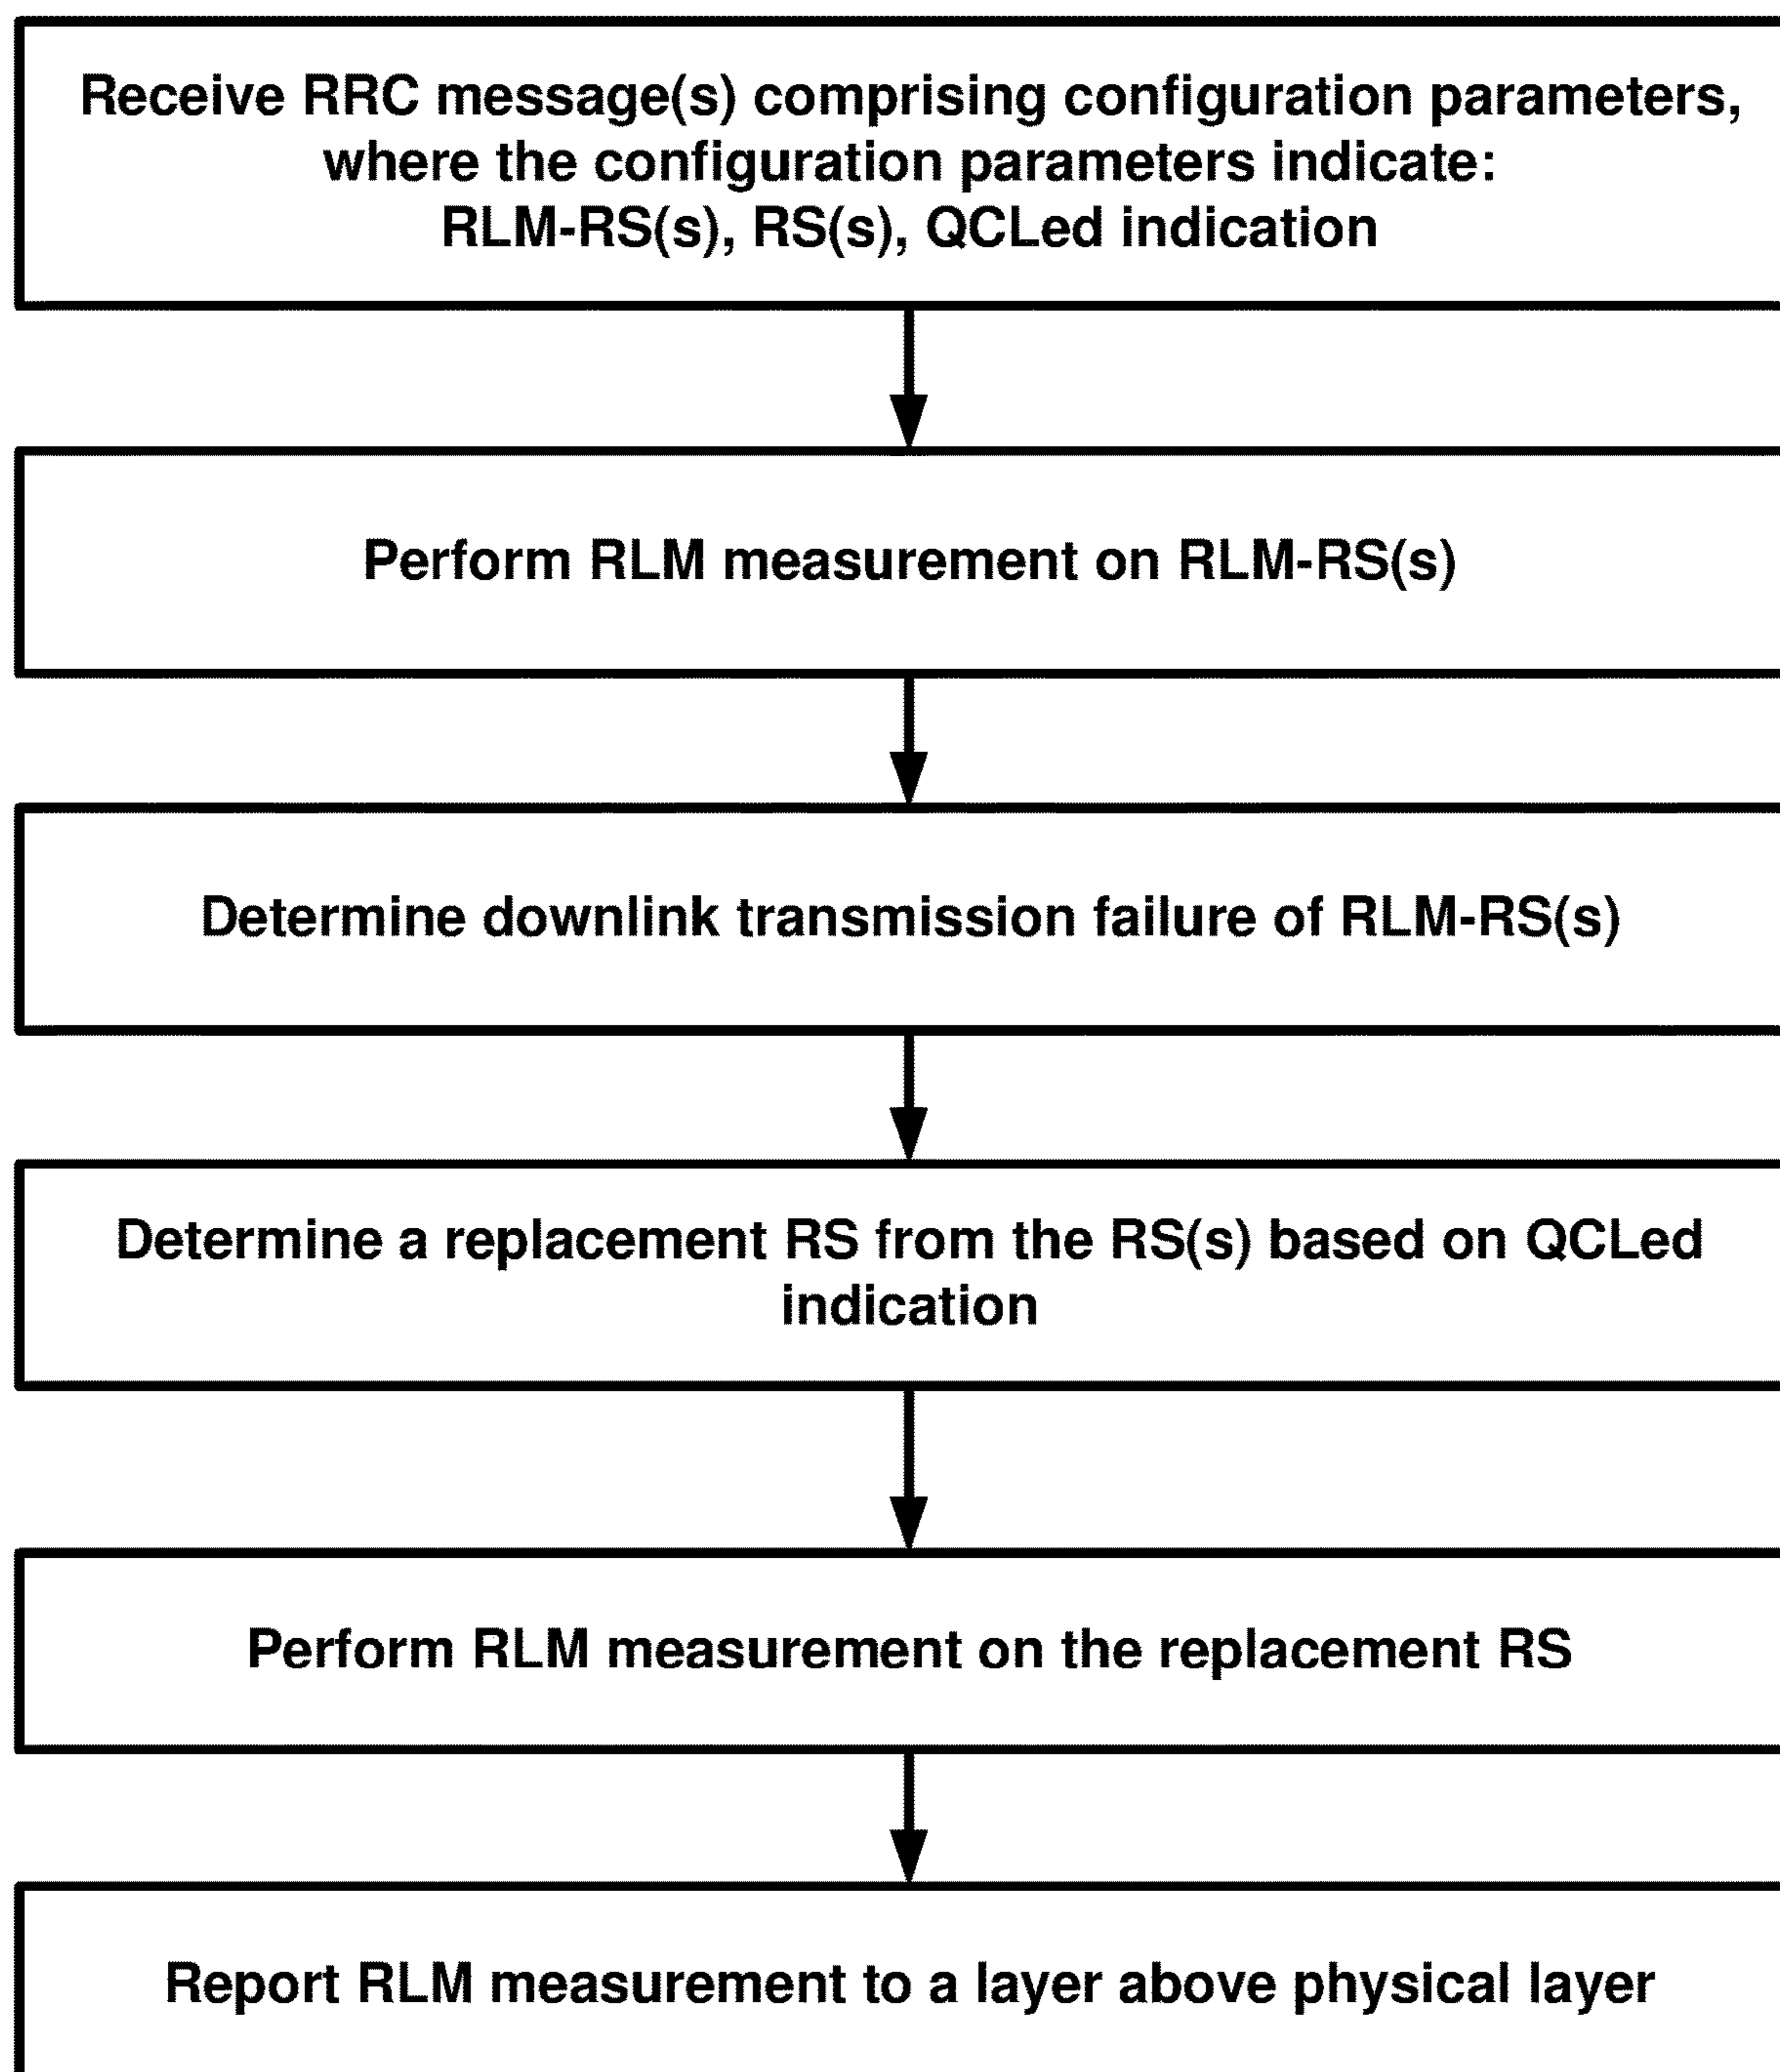 Receive RRC message(s) comprising configuration parameters,
where the configuration parameters indicate:
RLM-RS(s), RS(s), QCLed indication
Perform RLM measurement on RLM-RS(s)
Determine downlink transmission failure of RLM-RS(s)
Determine a replacement RS from the RS(s) based on QCLed
indication
Perform RLM measurement on the replacement RS
Report RLM measurement to a layer above physical layer